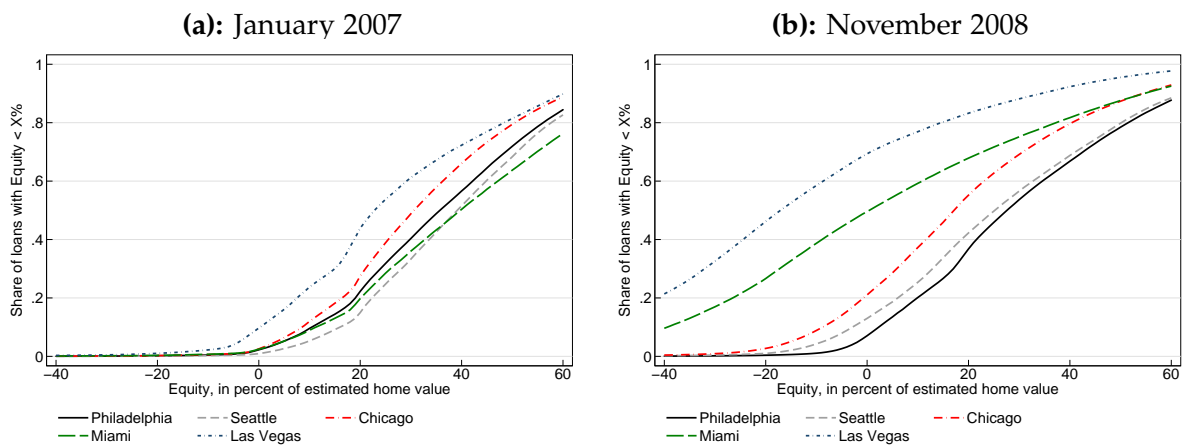 (a): January 2007
Share of loans with Equity < X%
1
.8
.6
.4
.2
0
−40 −20 0 20 40 60
Equity, in percent of estimated home value
Philadelphia Seattle Chicago
Miami Las Vegas
(b): November 2008
Share of loans with Equity < X%
1
.8
.6
.4
.2
0
−40 −20 0 20 40 60
Equity, in percent of estimated home value
Philadelphia Seattle Chicago
Miami Las Vegas